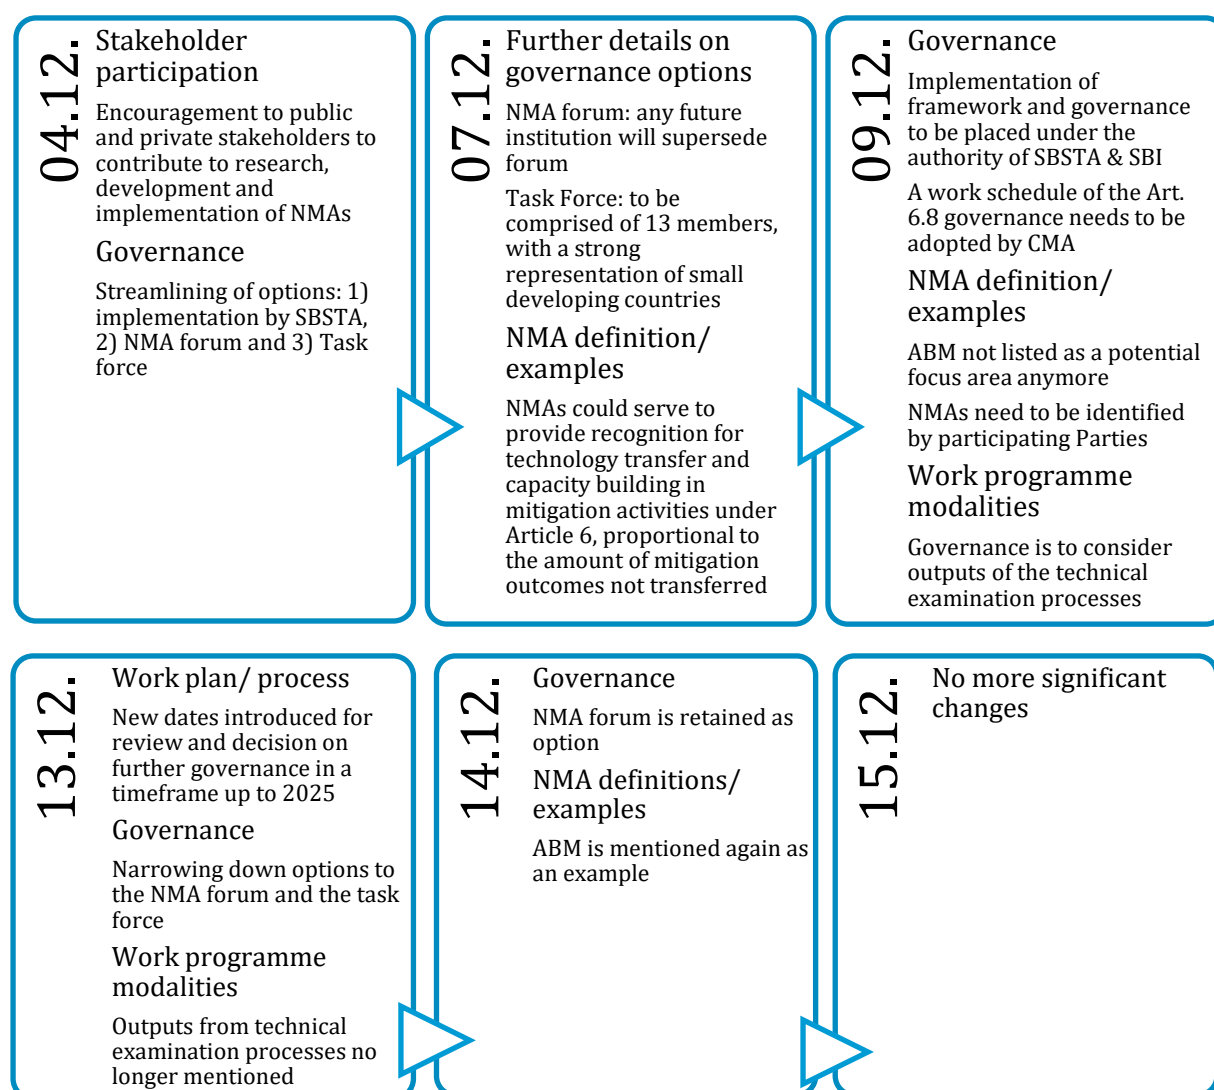 04.12.
Stakeholder
participation
Encouragement to public
and private stakeholders to
contribute to research,
development and
implementation of NMAs
Governance
Streamlining of options: 1)
implementation by SBSTA,
2) NMA forum and 3) Task
force
07.12.
Further details on
governance options
NMA forum: any future
institution will supersede
forum
Task Force: to be
comprised of 13 members,
with a strong
representation of small
developing countries
NMA definition/
examples
NMAs could serve to
provide recognition for
technology transfer and
capacity building in
mitigation activities under
Article 6, proportional to
the amount of mitigation
outcomes not transferred
09.12.
Governance
Implementation of
framework and governance
to be placed under the
authority of SBSTA & SBI
A work schedule of the Art.
6.8 governance needs to be
adopted by CMA
NMA definition/
examples
ABM not listed as a potential
focus area anymore
NMAs need to be identified
by participating Parties
Work programme
modalities
Governance is to consider
outputs of the technical
examination processes
13.12.
Work plan/ process
New dates introduced for
review and decision on
further governance in a
timeframe up to 2025
Governance
Narrowing down options to
the NMA forum and the task
force
Work programme
modalities
Outputs from technical
examination processes no
longer mentioned
14.12.
Governance
NMA forum is retained as
option
NMA definitions/
examples
ABM is mentioned again as
an example
15.12.
No more significant
changes